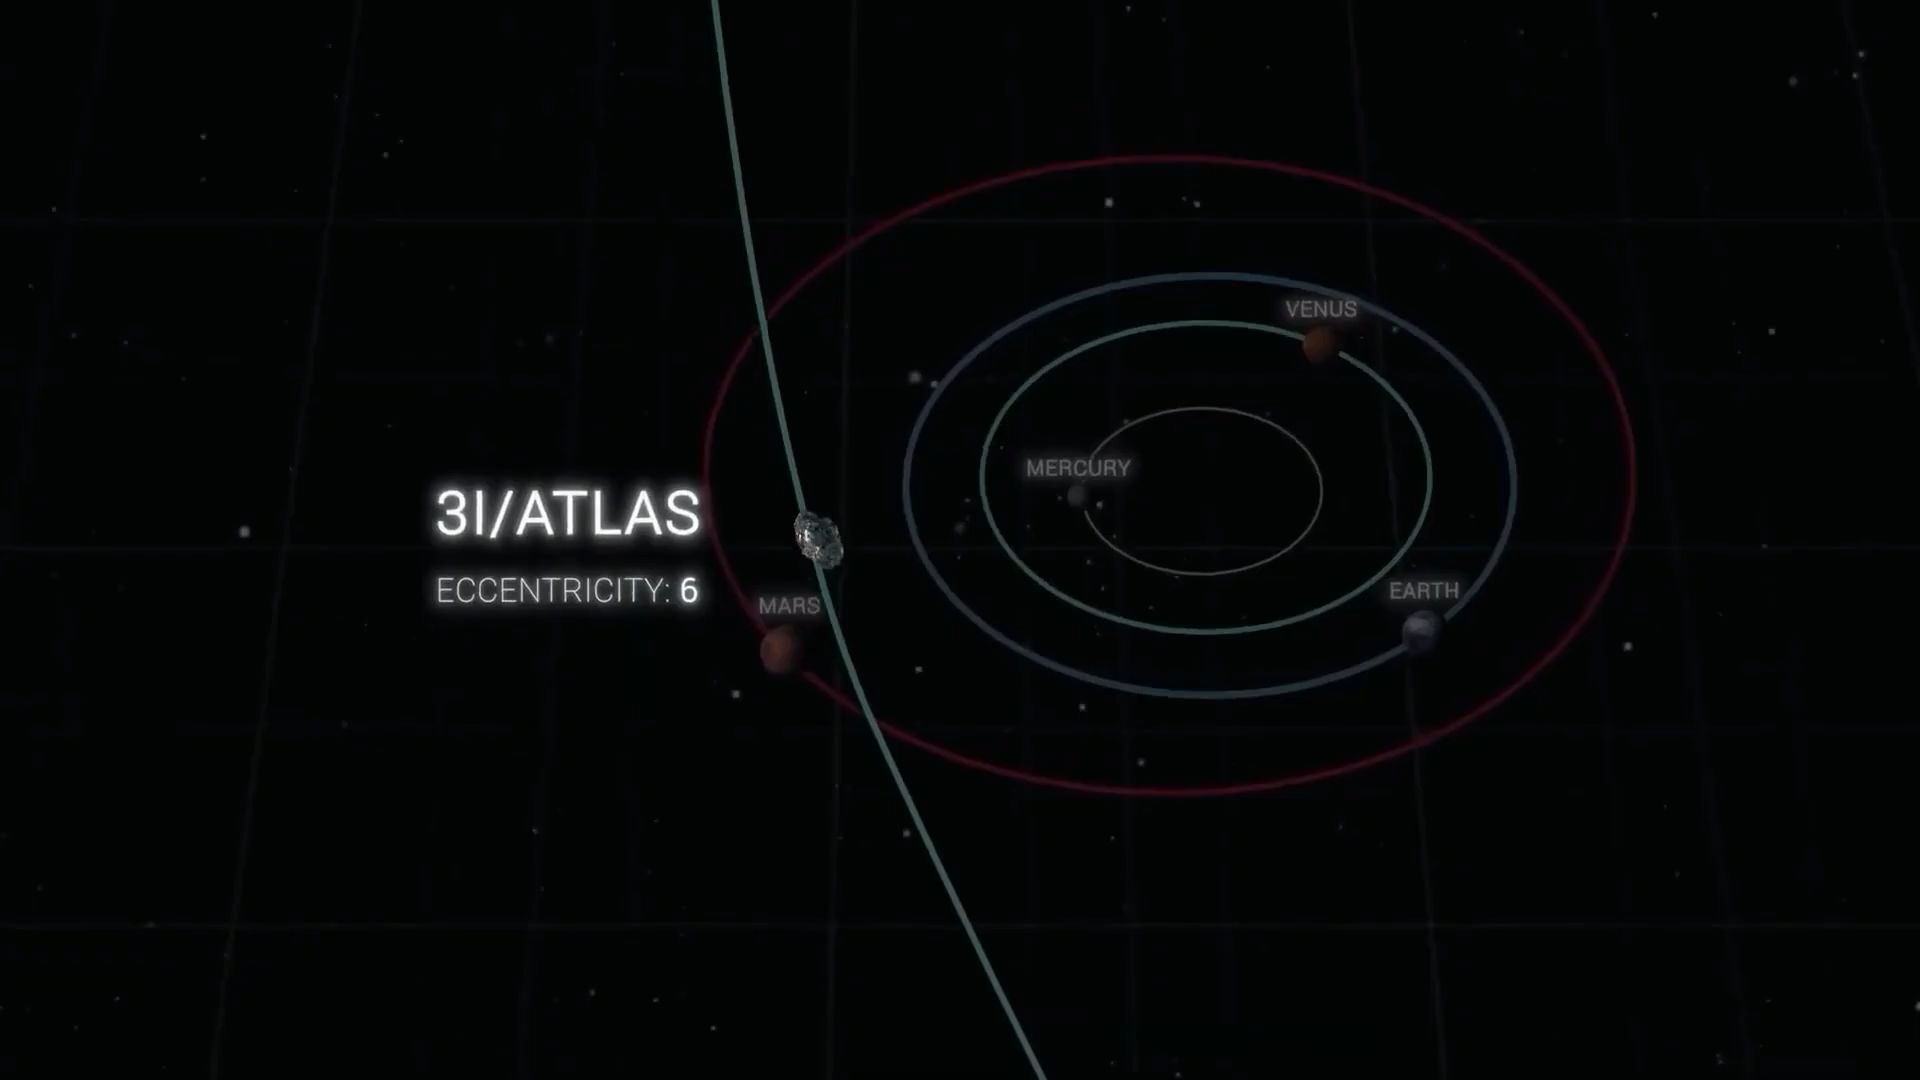 VENUS
MERCURY
3I/ATLAS
ECCENTRICITY: 6
MARS
EARTH